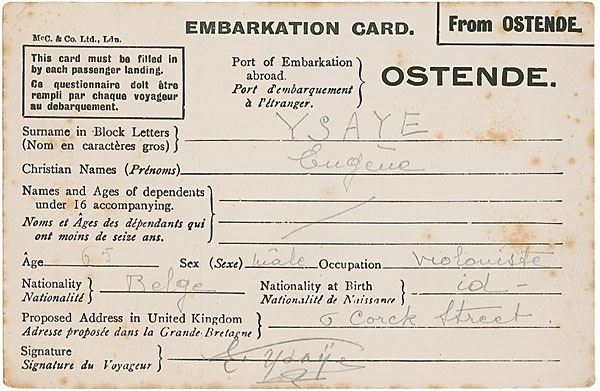 McC. & Co. Ltd., Ldn.
EMBARKATION CARD.
From OSTENDE.
This card must be filled in
by each passenger landing.
Ce questionnaire doit être
rempli par chaque voyageur
au debarquement.
Port of Embarkation
abroad.
Port d'embarquement
à l'étranger.
OSTENDE.
Surname in Block Letters
(Nom en caractères gros)
YSAYE
Christian Names (Prénoms)
Eugène
Names and Ages of dependents
under 16 accompanying.
Noms et Âges des dépendants qui
ont moins de seize ans.
Âge 65 Sex (Sexe) mâle Occupation violoniste
Nationality
Nationalité
Belge
Nationality at Birth
Nationalité de Naissance
id-
Proposed Address in United Kingdom
Adresse proposée dans la Grande-Bretagne
6 Corck Street
Signature
Signature du Voyageur
E. Ysaÿe